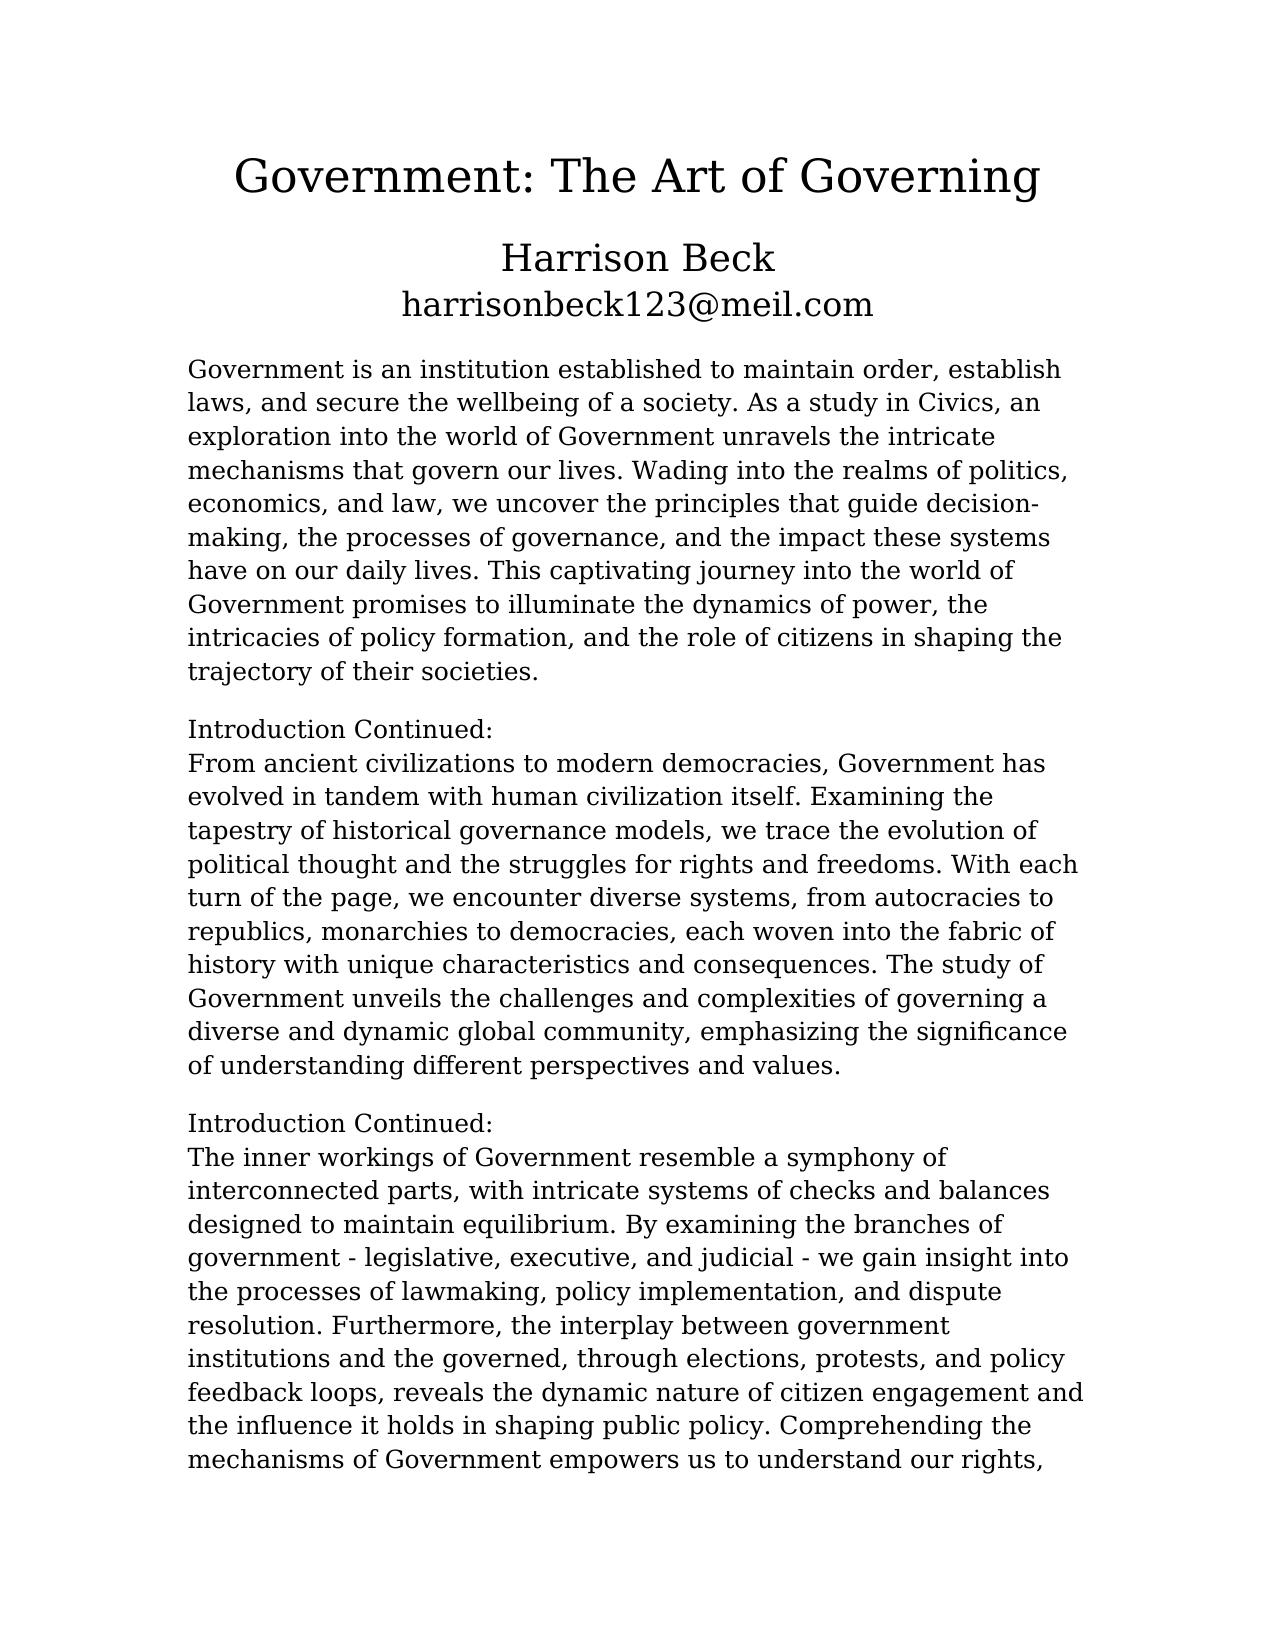 Government: The Art of Governing
Harrison Beck
harrisonbeck123@meil.com
Government is an institution established to maintain order, establish
laws, and secure the wellbeing of a society. As a study in Civics, an
exploration into the world of Government unravels the intricate
mechanisms that govern our lives. Wading into the realms of politics,
economics, and law, we uncover the principles that guide decision-
making, the processes of governance, and the impact these systems
have on our daily lives. This captivating journey into the world of
Government promises to illuminate the dynamics of power, the
intricacies of policy formation, and the role of citizens in shaping the
trajectory of their societies.
Introduction Continued:
From ancient civilizations to modern democracies, Government has
evolved in tandem with human civilization itself. Examining the
tapestry of historical governance models, we trace the evolution of
political thought and the struggles for rights and freedoms. With each
turn of the page, we encounter diverse systems, from autocracies to
republics, monarchies to democracies, each woven into the fabric of
history with unique characteristics and consequences. The study of
Government unveils the challenges and complexities of governing a
diverse and dynamic global community, emphasizing the significance
of understanding different perspectives and values.
Introduction Continued:
The inner workings of Government resemble a symphony of
interconnected parts, with intricate systems of checks and balances
designed to maintain equilibrium. By examining the branches of
government - legislative, executive, and judicial - we gain insight into
the processes of lawmaking, policy implementation, and dispute
resolution. Furthermore, the interplay between government
institutions and the governed, through elections, protests, and policy
feedback loops, reveals the dynamic nature of citizen engagement and
the influence it holds in shaping public policy. Comprehending the
mechanisms of Government empowers us to understand our rights,